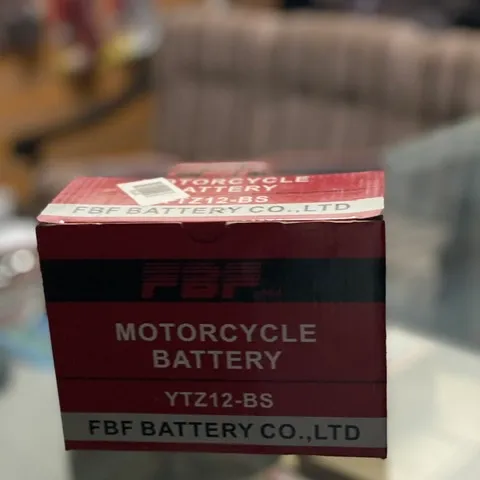 MOTORCYCLE
BATTERY
YTZ12-BS
FBF BATTERY CO.,LTD
FBF
MOTORCYCLE
BATTERY
YTZ12-BS
FBF BATTERY CO.,LTD